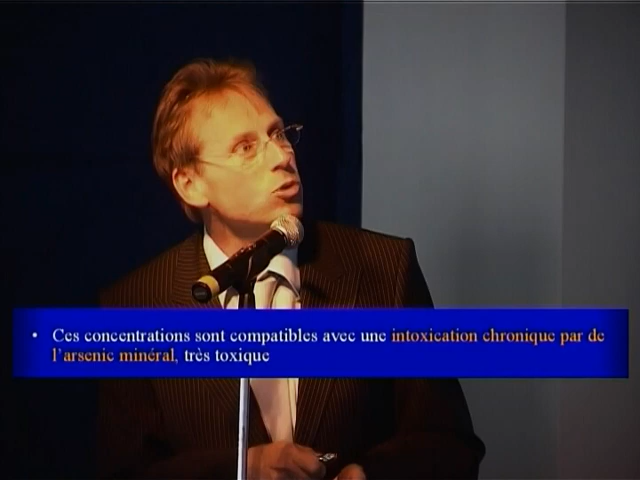 • Ces concentrations sont compatibles avec une intoxication chronique par de
l'arsenic minéral, très toxique